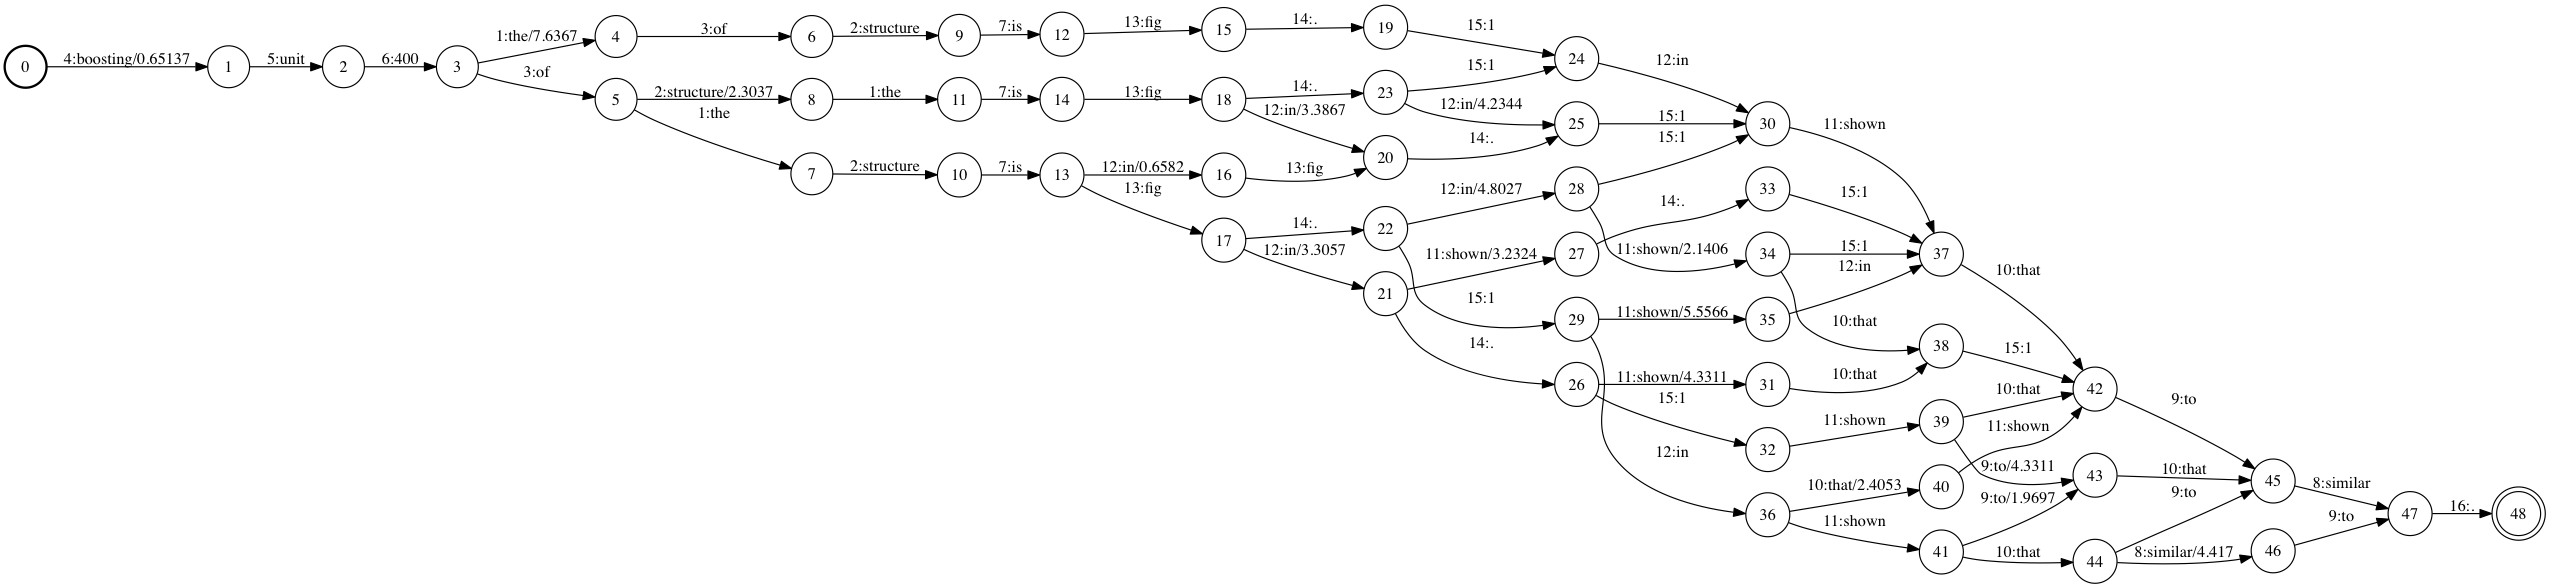 0 4:boosting/0.65137 1 5:unit 2 6:400 3
1:the/7.6367 4 3:of 6 2:structure 9 7:is 12 13:fig 15 14:. 19 15:1 24 12:in
3:of 5 2:structure/2.3037 8 1:the 11 7:is 14 13:fig 18 14:. 23 15:1
12:in/3.3867 12:in/4.2344 25 15:1 30 11:shown
1:the 7 2:structure 10 7:is 13 12:in/0.6582 16 13:fig 20 14:.
13:fig 17 14:. 22 12:in/4.8027 28 15:1
12:in/3.3057 21 11:shown/3.2324 27 14:. 33 15:1
11:shown/2.1406 34 15:1 37 10:that
15:1 29 11:shown/5.5566 35 12:in
14:. 26 11:shown/4.3311 31 10:that 38 15:1
10:that
15:1 32 11:shown 39 10:that 42 9:to
12:in 36 10:that/2.4053 40 11:shown
9:to/4.3311 43 10:that 45 8:similar
11:shown 41 9:to/1.9697 9:to 47 16:. 48
10:that 44 8:similar/4.417 46 9:to